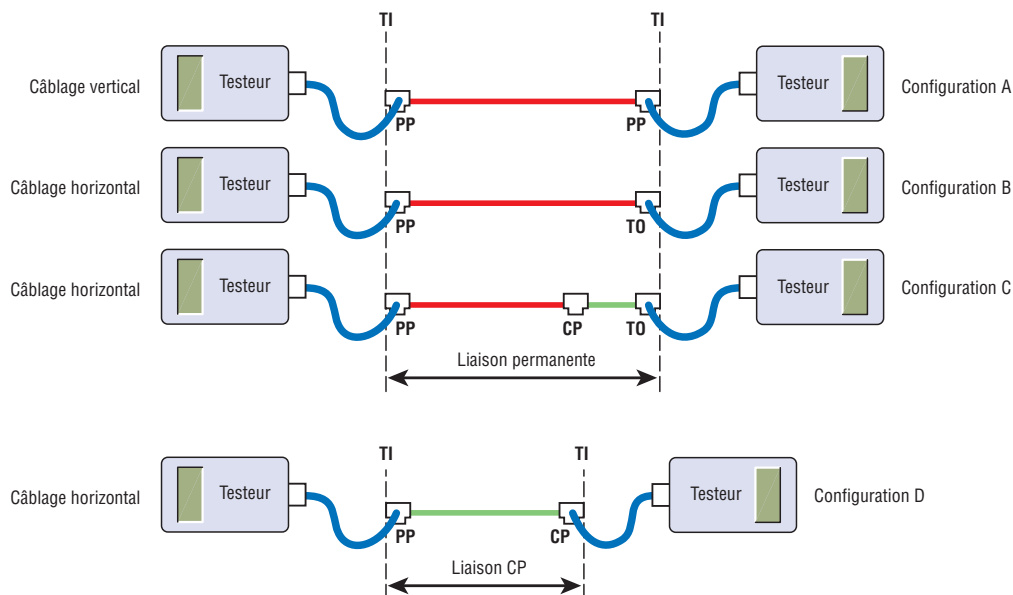 TI TI
Câblage vertical Testeur Testeur Configuration A
PP PP
Câblage horizontal Testeur Testeur Configuration B
PP TO
Câblage horizontal Testeur Testeur Configuration C
PP CP TO
Liaison permanente
TI TI
Câblage horizontal Testeur Testeur Configuration D
PP CP
Liaison CP